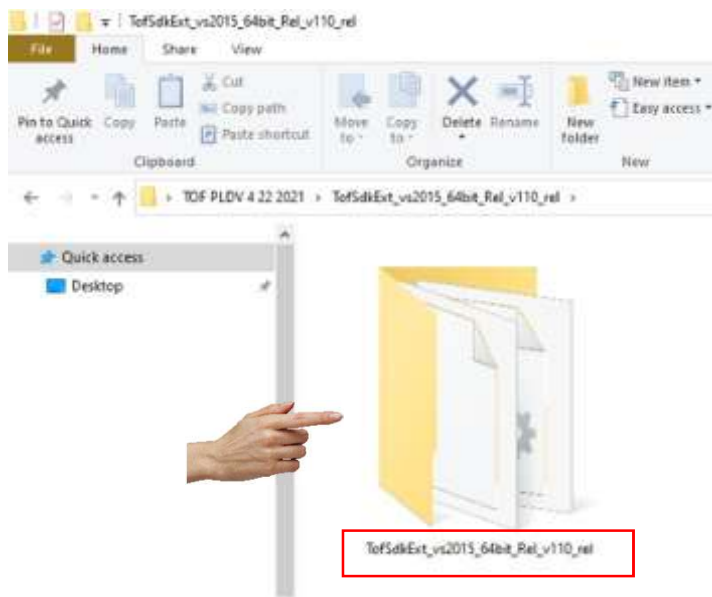 TofSdkExt_vs2015_64bit_Rel_v110_rel
File Home Share View
Pin to Quick access
Copy
Paste
Cut
Copy path
Paste shortcut
Move to
Copy to
Delete
Rename
New folder
New item
Easy access
Clipboard
Organize
New
TOF PLDV 4 22 2021 › TofSdkExt_vs2015_64bit_Rel_v110_rel ›
Quick access
Desktop
TofSdkExt_vs2015_64bit_Rel_v110_rel